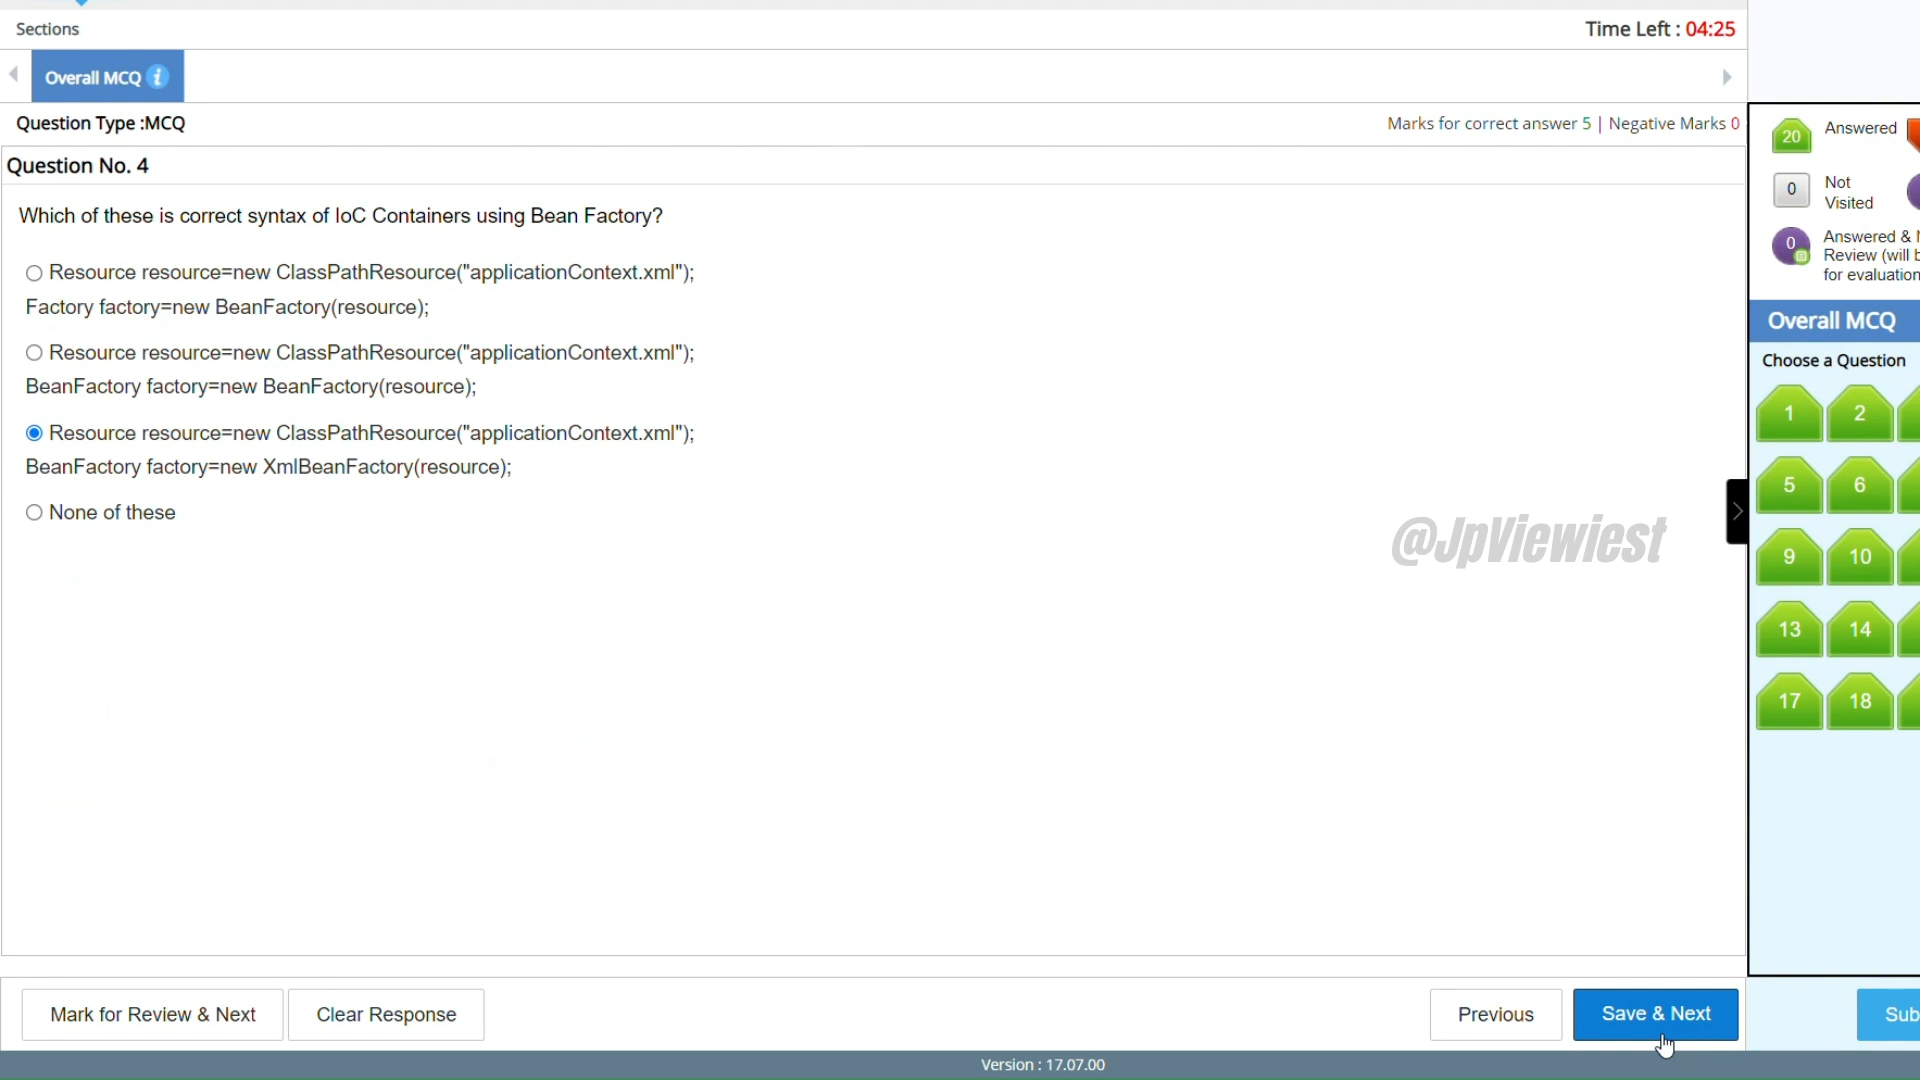 Sections
Time Left : 04:25
Overall MCQ i
Question Type :MCQ
Marks for correct answer 5 | Negative Marks 0
Question No. 4
Which of these is correct syntax of IoC Containers using Bean Factory?
Resource resource=new ClassPathResource("applicationContext.xml");
Factory factory=new BeanFactory(resource);
Resource resource=new ClassPathResource("applicationContext.xml");
BeanFactory factory=new BeanFactory(resource);
Resource resource=new ClassPathResource("applicationContext.xml");
BeanFactory factory=new XmlBeanFactory(resource);
None of these
@JpViewiest
Mark for Review & Next
Clear Response
Previous
Save & Next
Version : 17.07.00
20 Answered
0 Not
Visited
0 Answered &
Review (will
for evaluation
Overall MCQ
Choose a Question
1 2
5 6
9 10
13 14
17 18
Sub